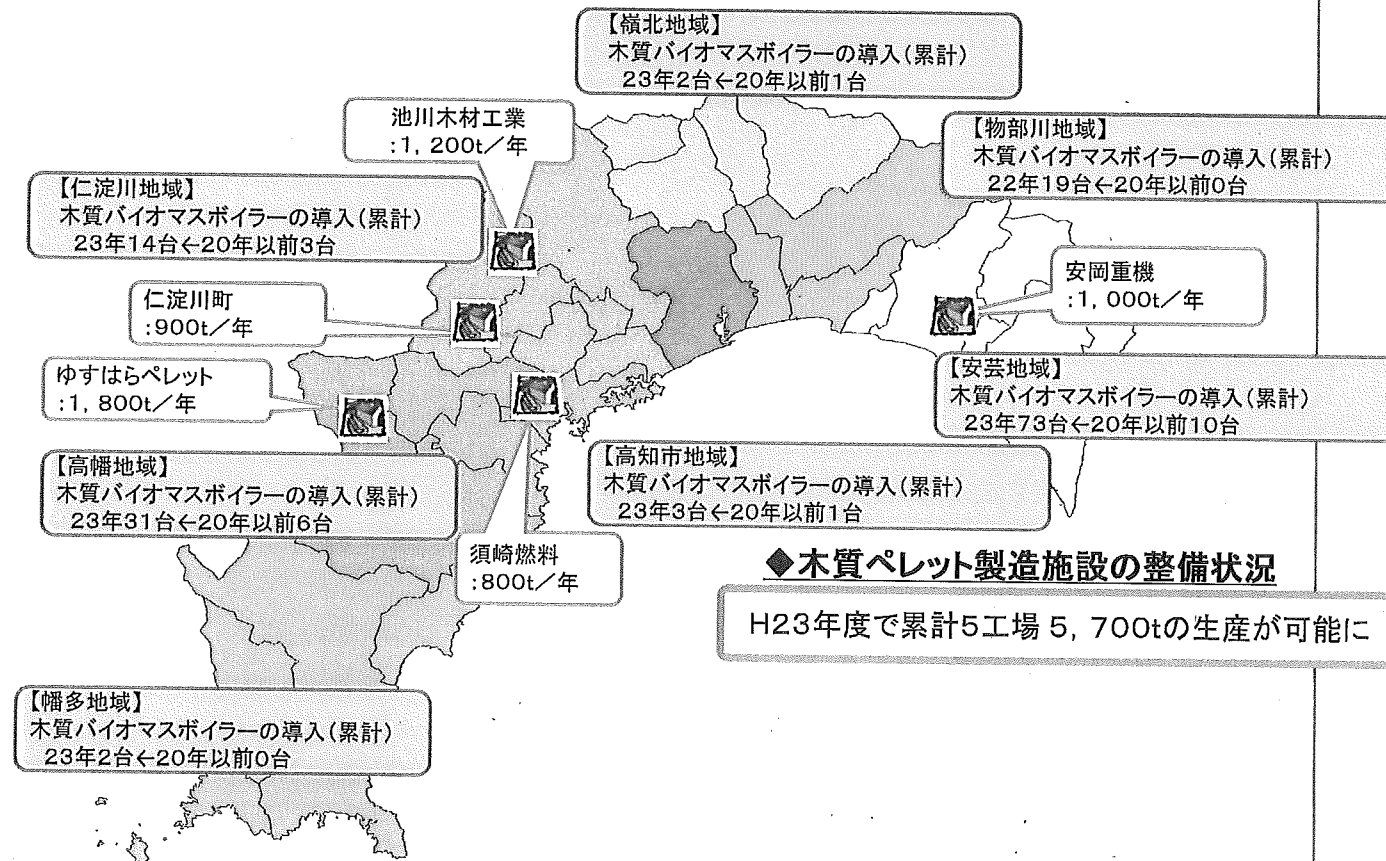 【嶺北地域】
木質バイオマスボイラーの導入(累計)
23年2台←20年以前1台
池川木材工業
:1,200t/年
【物部川地域】
木質バイオマスボイラーの導入(累計)
22年19台←20年以前0台
【仁淀川地域】
木質バイオマスボイラーの導入(累計)
23年14台←20年以前3台
安岡重機
:1,000t/年
仁淀川町
:900t/年
ゆすはらペレット
:1,800t/年
【安芸地域】
木質バイオマスボイラーの導入(累計)
23年73台←20年以前10台
【高幡地域】
木質バイオマスボイラーの導入(累計)
23年31台←20年以前6台
【高知市地域】
木質バイオマスボイラーの導入(累計)
23年3台←20年以前1台
須崎燃料
:800t/年
◆木質ペレット製造施設の整備状況
H23年度で累計5工場 5,700tの生産が可能に
【幡多地域】
木質バイオマスボイラーの導入(累計)
23年2台←20年以前0台